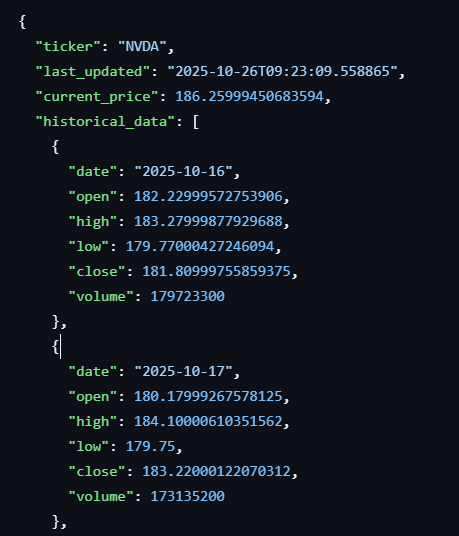 {
"ticker": "NVDA",
"last_updated": "2025-10-26T09:23:09.558865",
"current_price": 186.25999450683594,
"historical_data": [
{
"date": "2025-10-16",
"open": 182.22999572753906,
"high": 183.27999877929688,
"low": 179.77000427246094,
"close": 181.80999755859375,
"volume": 179723300
},
{
"date": "2025-10-17",
"open": 180.17999267578125,
"high": 184.10000610351562,
"low": 179.75,
"close": 183.22000122070312,
"volume": 173135200
},